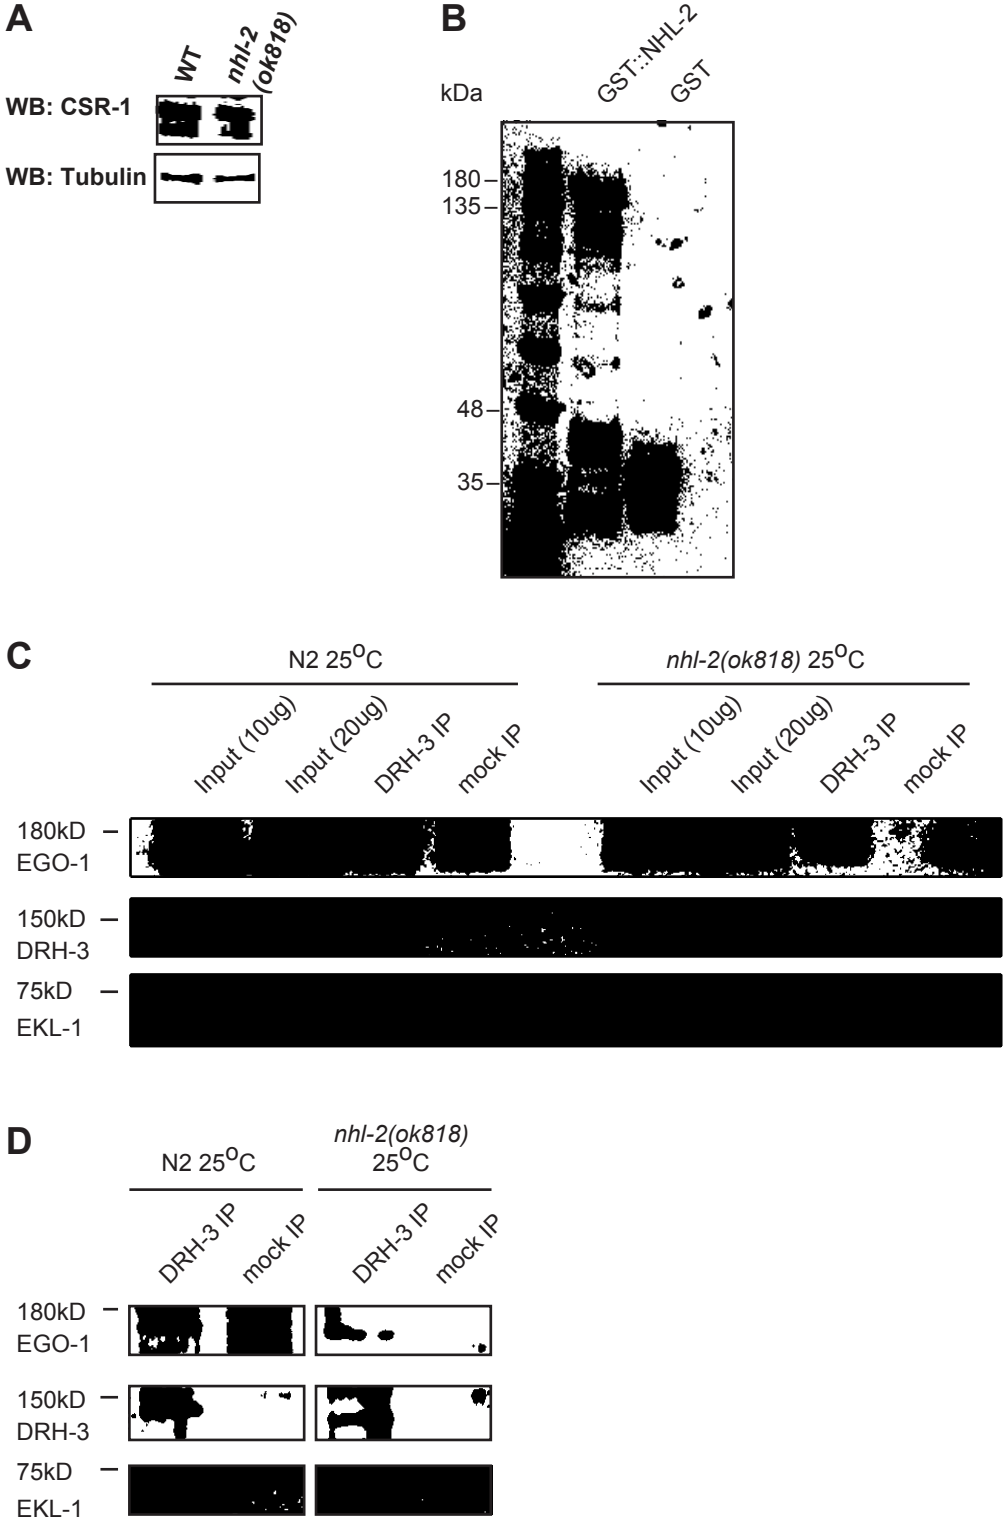 A
WT
nhl-2
(ok818)
WB: CSR-1
WB: Tubulin
B
GST::NHL-2
GST
kDa
180
135
48
35
C
N2 25°C
nhl-2(ok818) 25°C
Input (10ug)
Input (20ug)
DRH-3 IP
mock IP
Input (10ug)
Input (20ug)
DRH-3 IP
mock IP
180kD
EGO-1
150kD
DRH-3
75kD
EKL-1
D
N2 25°C
nhl-2(ok818)
25°C
DRH-3 IP
mock IP
DRH-3 IP
mock IP
180kD
EGO-1
150kD
DRH-3
75kD
EKL-1